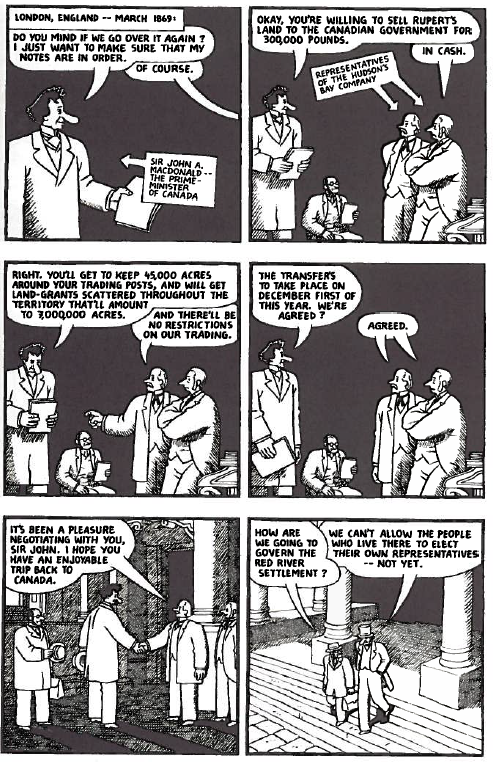 LONDON, ENGLAND -- MARCH 1869:
DO YOU MIND IF WE GO OVER IT AGAIN?
I JUST WANT TO MAKE SURE THAT MY
NOTES ARE IN ORDER.
OF COURSE.
SIR JOHN A.
MACDONALD--
THE PRIME-
MINISTER
OF CANADA
OKAY, YOU'RE WILLING TO SELL RUPERT'S
LAND TO THE CANADIAN GOVERNMENT FOR
300,000 POUNDS.
IN CASH.
REPRESENTATIVES
OF THE HUDSON'S
BAY COMPANY
RIGHT. YOU'LL GET TO KEEP 45,000 ACRES
AROUND YOUR TRADING POSTS, AND WILL GET
LAND-GRANTS SCATTERED THROUGHOUT THE
TERRITORY THAT'LL AMOUNT
TO 7,000,000 ACRES.
AND THERE'LL BE
NO RESTRICTIONS
ON OUR TRADING.
THE TRANSFER'S
TO TAKE PLACE ON
DECEMBER FIRST OF
THIS YEAR. WE'RE
AGREED?
AGREED.
IT'S BEEN A PLEASURE
NEGOTIATING WITH YOU,
SIR JOHN. I HOPE YOU
HAVE AN ENJOYABLE
TRIP BACK TO
CANADA.
HOW ARE
WE GOING TO
GOVERN THE
RED RIVER
SETTLEMENT?
WE CAN'T ALLOW THE PEOPLE
WHO LIVE THERE TO ELECT
THEIR OWN REPRESENTATIVES
-- NOT YET.